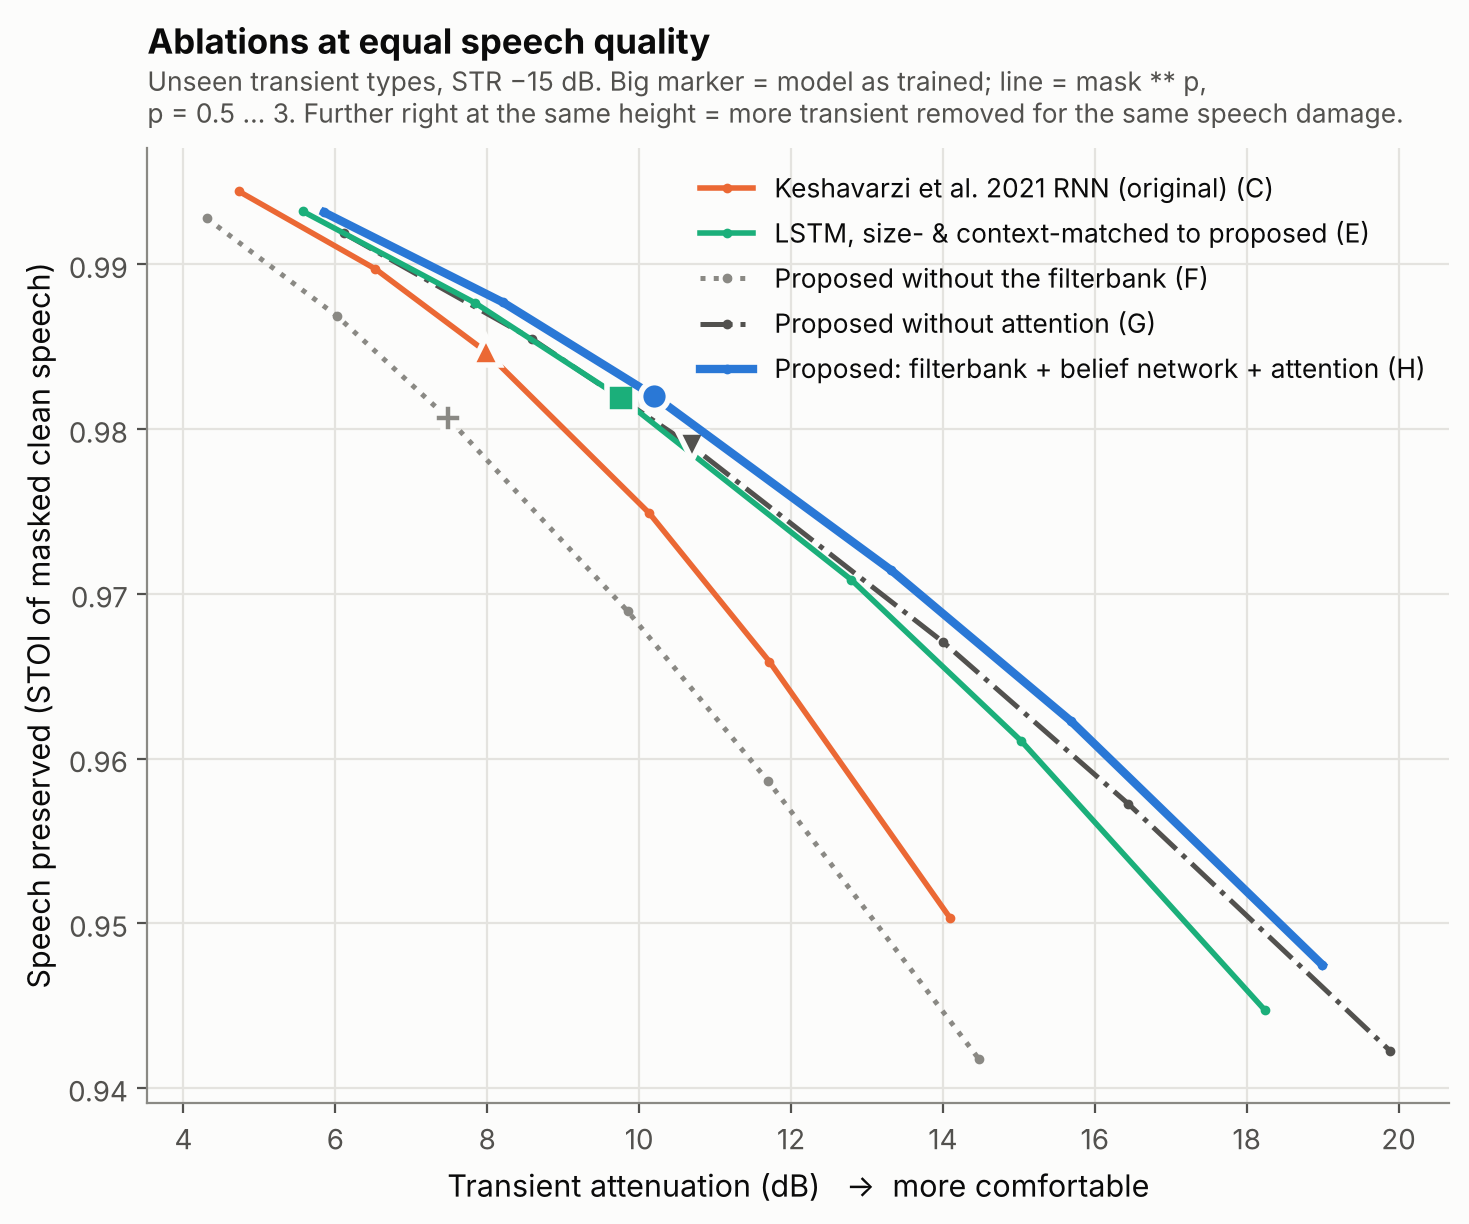 Ablations at equal speech quality
Unseen transient types, STR −15 dB. Big marker = model as trained; line = mask ** p,
p = 0.5 ... 3. Further right at the same height = more transient removed for the same speech damage.
Keshavarzi et al. 2021 RNN (original) (C)
LSTM, size- & context-matched to proposed (E)
Proposed without the filterbank (F)
Proposed without attention (G)
Proposed: filterbank + belief network + attention (H)
Speech preserved (STOI of masked clean speech)
0.99
0.98
0.97
0.96
0.95
0.94
4 6 8 10 12 14 16 18 20
Transient attenuation (dB) → more comfortable